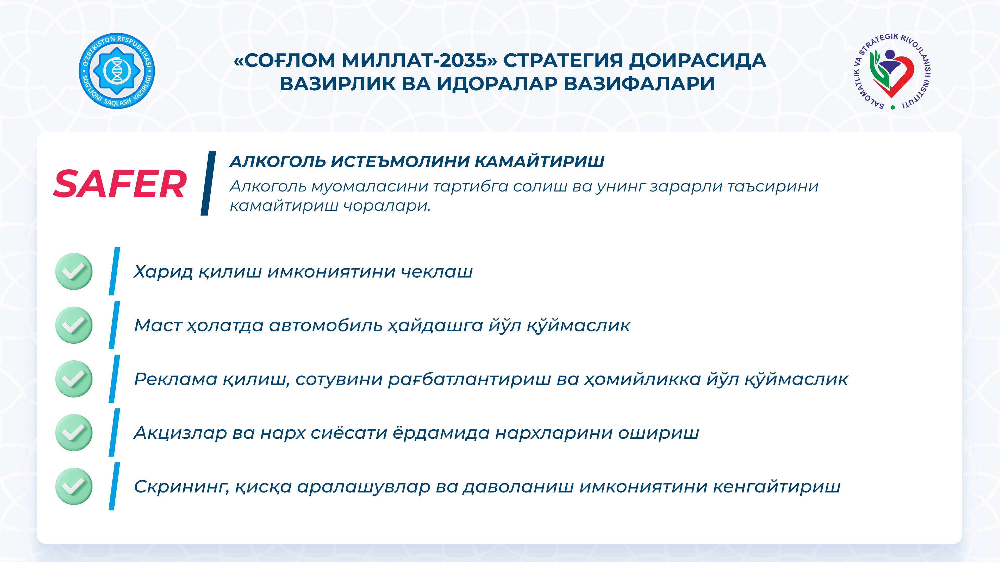 O‘ZBEKISTON RESPUBLIKASI
SOG‘LIQNI SAQLASH VAZIRLIGI
«СОҒЛОМ МИЛЛАТ-2035» СТРАТЕГИЯ ДОИРАСИДА
ВАЗИРЛИК ВА ИДОРАЛАР ВАЗИФАЛАРИ
SALOMATLIK VA STRATEGIK RIVOJLANISH INSTITUTI
SAFER
АЛКОГОЛЬ ИСТЕЪМОЛИНИ КАМАЙТИРИШ
Алкоголь муомаласини тартибга солиш ва унинг зарарли таъсирини
камайтириш чоралари.
Харид қилиш имкониятини чеклаш
Маст ҳолатда автомобиль ҳайдашга йўл қўймаслик
Реклама қилиш, сотувини рағбатлантириш ва ҳомийликка йўл қўймаслик
Акцизлар ва нарх сиёсати ёрдамида нархларини ошириш
Скрининг, қисқа аралашувлар ва даволаниш имкониятини кенгайтириш